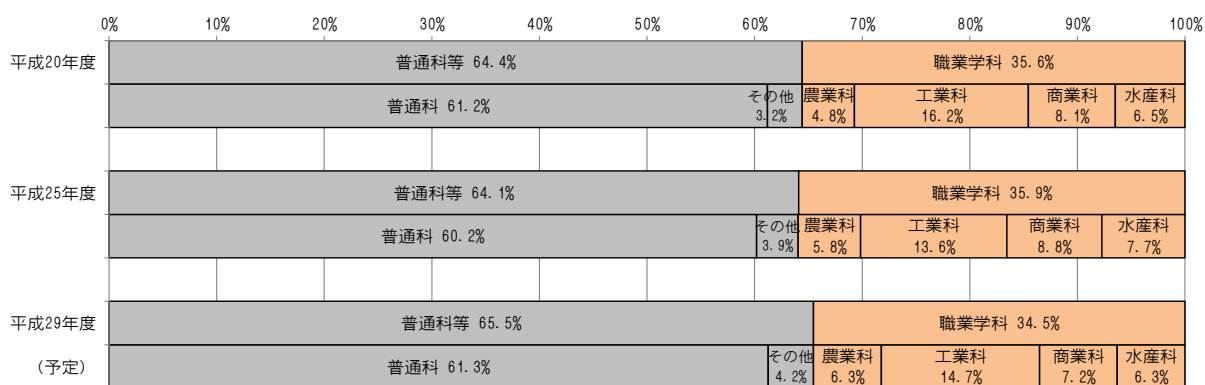 0% 10% 20% 30% 40% 50% 60% 70% 80% 90% 100%
平成20年度 普通科等 64.4% 職業学科 35.6%
普通科 61.2% その他 3.2% 農業科 4.8% 工業科 16.2% 商業科 8.1% 水産科 6.5%
平成25年度 普通科等 64.1% 職業学科 35.9%
普通科 60.2% その他 3.9% 農業科 5.8% 工業科 13.6% 商業科 8.8% 水産科 7.7%
平成29年度 普通科等 65.5% 職業学科 34.5%
(予定) 普通科 61.3% その他 4.2% 農業科 6.3% 工業科 14.7% 商業科 7.2% 水産科 6.3%